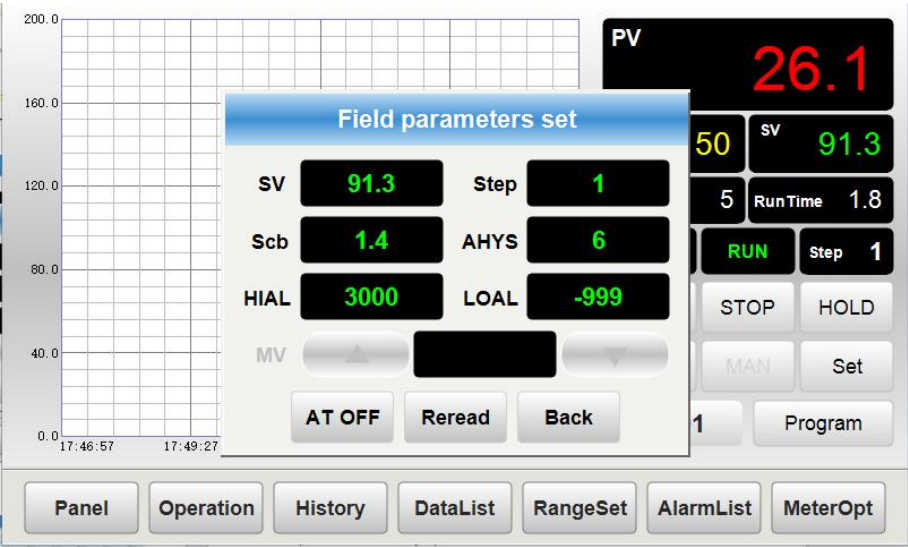 200.0
PV
26.1
160.0
Field parameters set
50
SV
91.3
SV
91.3
Step
1
120.0
5
RunTime
1.8
Scb
1.4
AHYS
6
RUN
Step
1
80.0
HIAL
3000
LOAL
-999
STOP
HOLD
40.0
MV
MAN
Set
AT OFF
Reread
Back
1
Program
0.0
17:46:57
17:49:27
Panel
Operation
History
DataList
RangeSet
AlarmList
MeterOpt